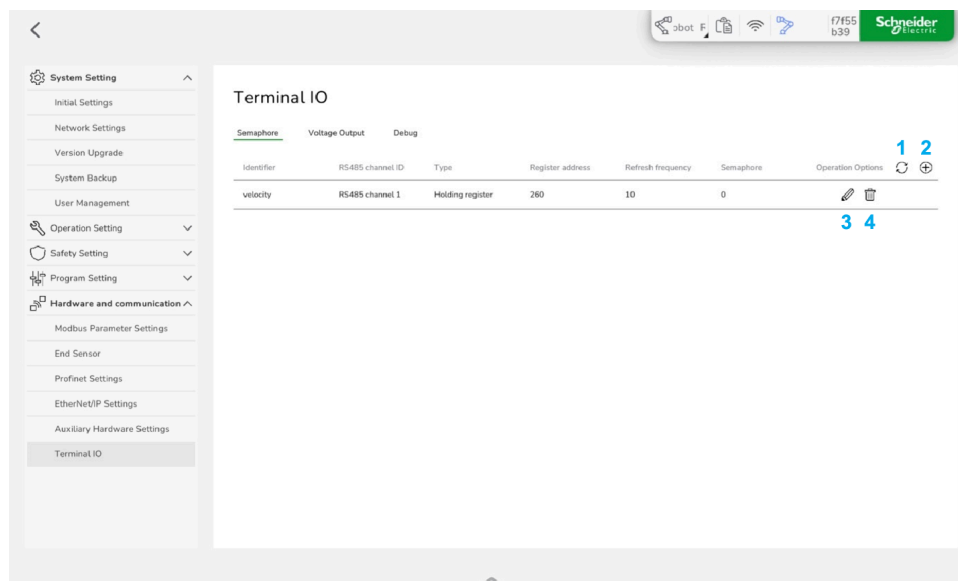 obot F
f7f55
b39
Schneider
Electric
System Setting
Initial Settings
Network Settings
Version Upgrade
System Backup
User Management
Operation Setting
Safety Setting
Program Setting
Hardware and communication
Modbus Parameter Settings
End Sensor
Profinet Settings
EtherNet/IP Settings
Auxiliary Hardware Settings
Terminal IO
Terminal IO
Semaphore Voltage Output Debug
1 2
Identifier RS485 channel ID Type Register address Refresh frequency Semaphore Operation Options
velocity RS485 channel 1 Holding register 260 10 0
3 4